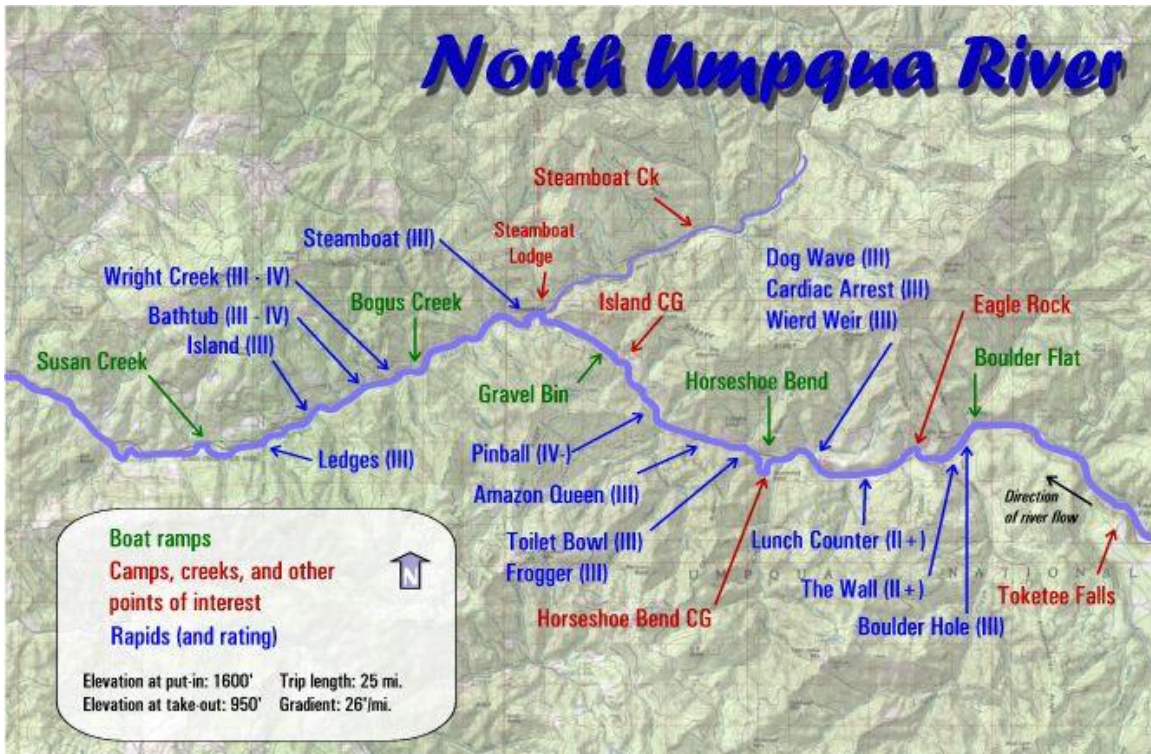 North Umpqua River
Steamboat Ck
Steamboat
Lodge
Steamboat (III)
Wright Creek (III - IV)
Bogus Creek
Bathtub (III - IV)
Island (III)
Susan Creek
Ledges (III)
Island CG
Gravel Bin
Dog Wave (III)
Cardiac Arrest (III)
Wierd Weir (III)
Eagle Rock
Boulder Flat
Horseshoe Bend
Pinball (IV-)
Amazon Queen (III)
Toilet Bowl (III)
Frogger (III)
Horseshoe Bend CG
Lunch Counter (II+)
The Wall (II+)
Boulder Hole (III)
Direction
of river flow
Toketee Falls
UMPQUA NATIONAL
Boat ramps
Camps, creeks, and other
points of interest
Rapids (and rating)
N
Elevation at put-in: 1600' Trip length: 25 mi.
Elevation at take-out: 950' Gradient: 26'/mi.